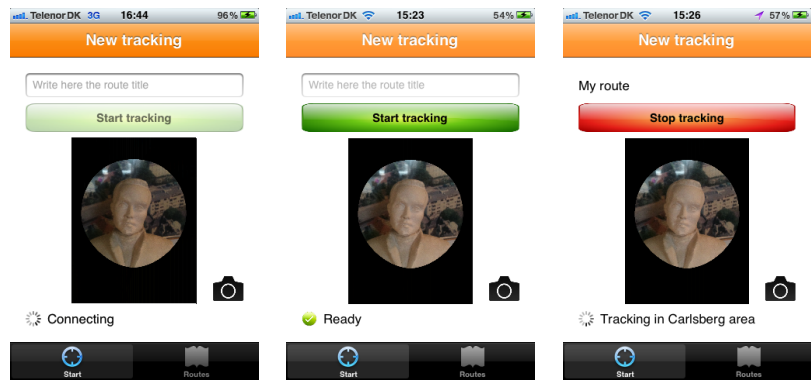 Telenor DK 3G 16:44 96%
New tracking
Write here the route title
Start tracking
Connecting
Start Routes
Telenor DK 15:23 54%
New tracking
Write here the route title
Start tracking
Ready
Start Routes
Telenor DK 15:26 57%
New tracking
My route
Stop tracking
Tracking in Carlsberg area
Start Routes